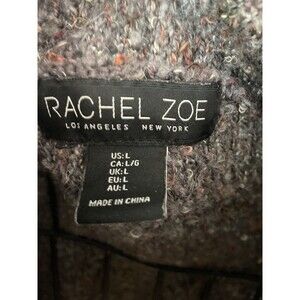 RACHEL ZOE
LOS ANGELES NEW YORK
US: L
CA: L/G
UK: L
EU: L
AU: L
MADE IN CHINA